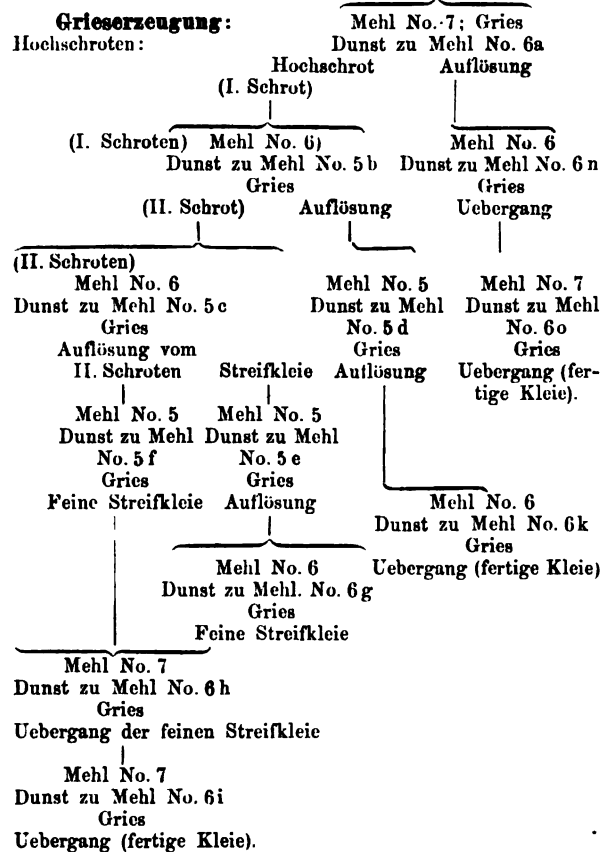 Grieserzeugung:
Mehl No. 7; Gries
Hochschroten:
Dunst zu Mehl No. 6a
Hochschrot Auflösung
(I. Schrot)
(I. Schroten) Mehl No. 6)
Dunst zu Mehl No. 5b
Gries
Mehl No. 6
Dunst zu Mehl No. 6n
Gries
(II. Schrot) Auflösung Uebergang
(II. Schroten)
Mehl No. 6
Dunst zu Mehl No. 5c
Gries
Auflösung vom
II. Schroten
Streifkleie
Mehl No. 5
Dunst zu Mehl
No. 5d
Gries
Auflösung
Mehl No. 7
Dunst zu Mehl
No. 6o
Gries
Uebergang (fer-
tige Kleie).
Mehl No. 5
Dunst zu Mehl
No. 5f
Gries
Feine Streifkleie
Mehl No. 5
Dunst zu Mehl
No. 5e
Gries
Auflösung
Mehl No. 6
Dunst zu Mehl No. 6k
Gries
Uebergang (fertige Kleie)
Mehl No. 6
Dunst zu Mehl. No. 6g
Gries
Feine Streifkleie
Mehl No. 7
Dunst zu Mehl No. 6h
Gries
Uebergang der feinen Streifkleie
Mehl No. 7
Dunst zu Mehl No. 6i
Gries
Uebergang (fertige Kleie).